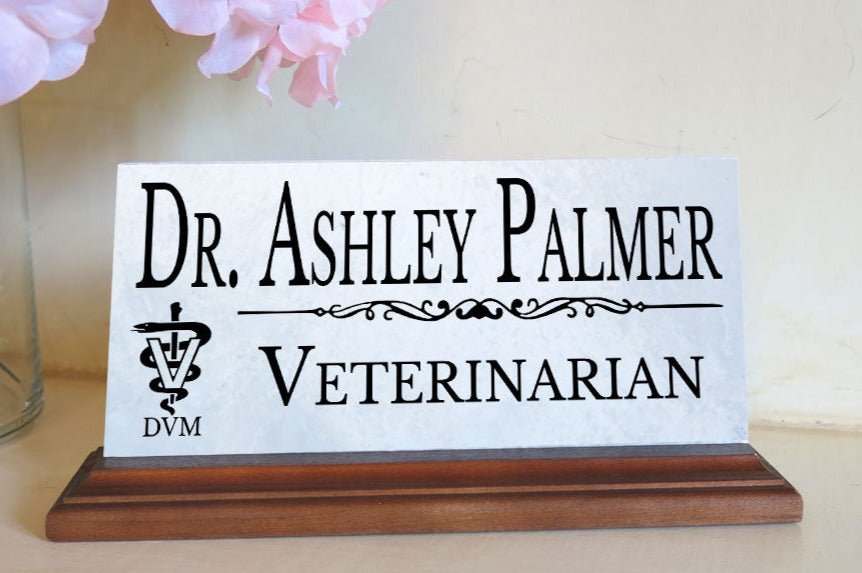 Dr. Ashley Palmer
Veterinarian
V
DVM